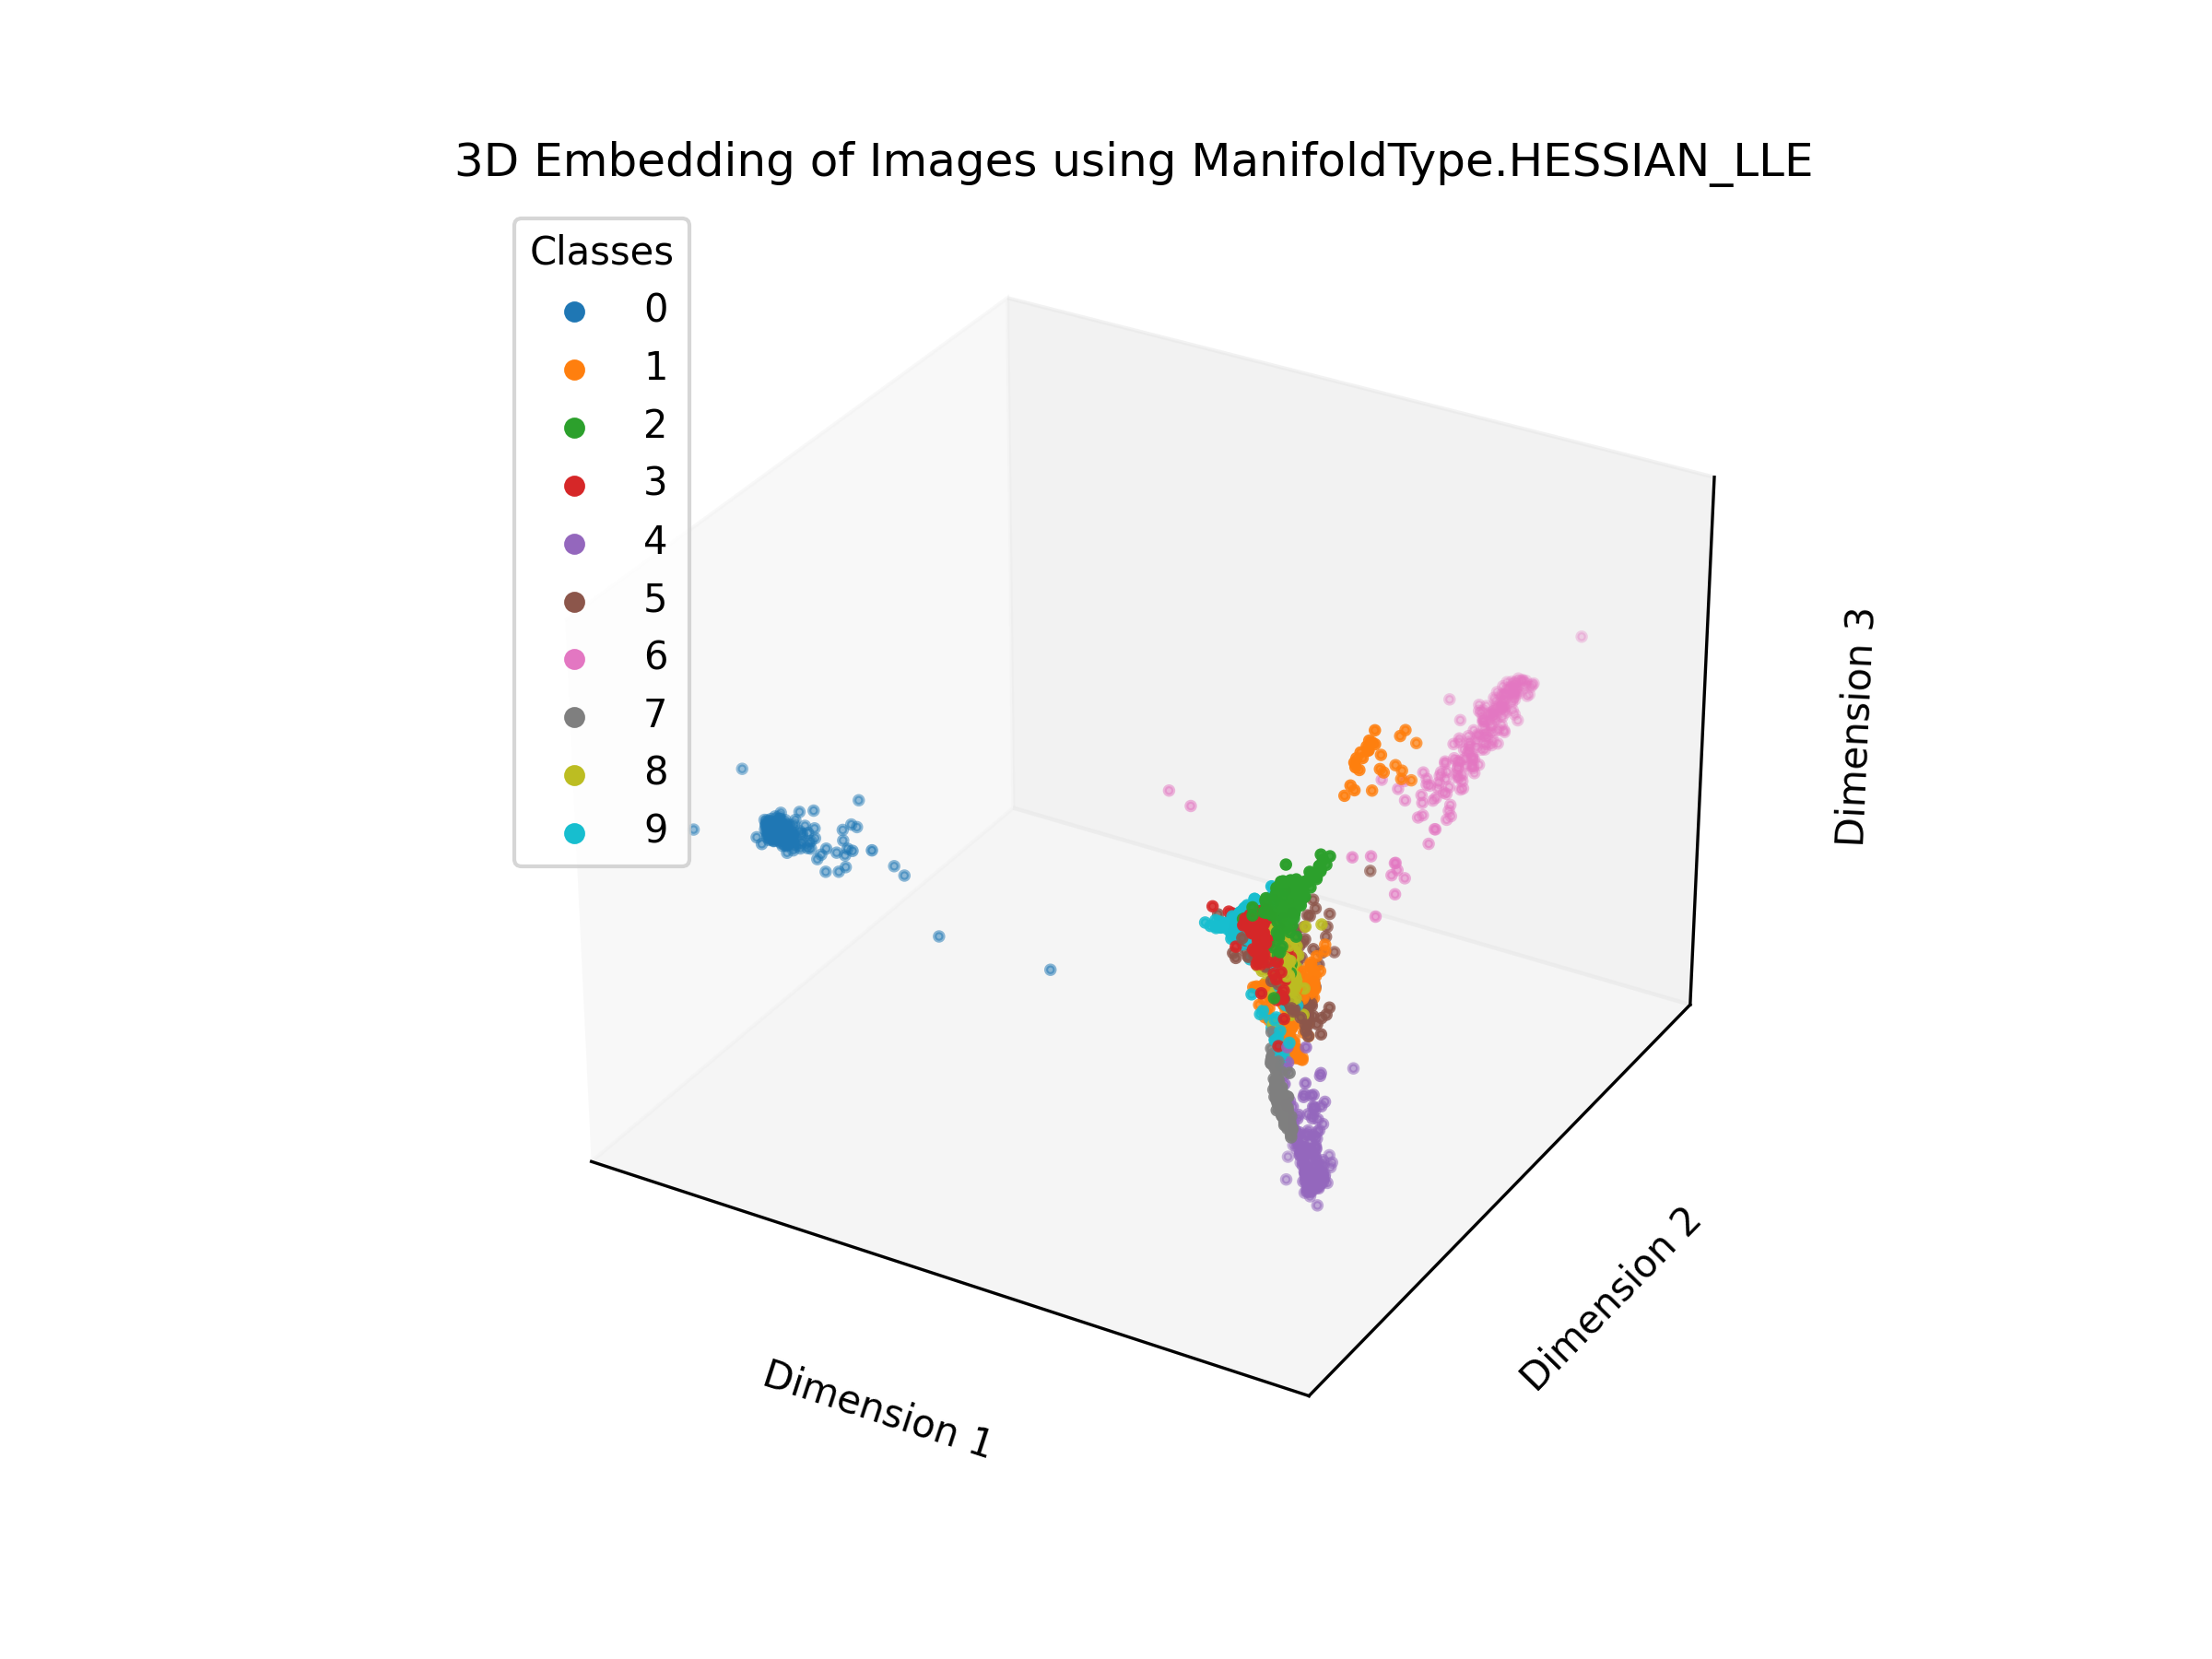 3D Embedding of Images using ManifoldType.HESSIAN_LLE
Classes
0
1
2
3
4
5
6
7
8
9
Dimension 3
Dimension 2
Dimension 1